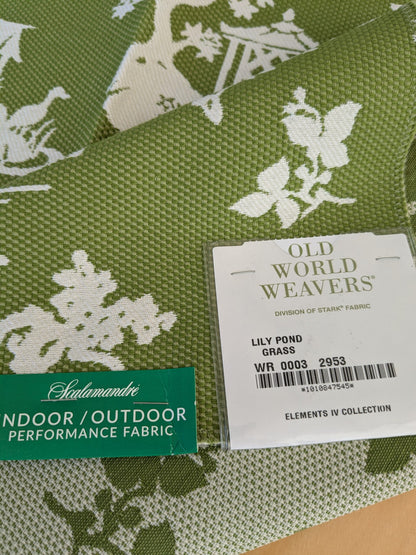 OLD
WORLD
WEAVERS®
DIVISION OF STARK® FABRIC
LILY POND
GRASS
WR 0003 2953
*1010847545*
ELEMENTS IV COLLECTION
Scalamandré
INDOOR / OUTDOOR
PERFORMANCE FABRIC